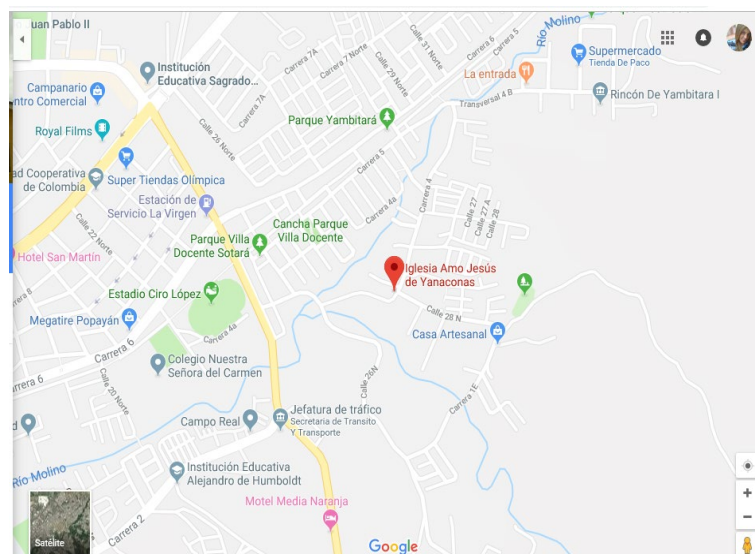 uan Pablo II
Institución
Educativa Sagrado...
Carrera 7A
Carrera 7 Norte
Calle 31 Norte
Carrera 6
Carrera 5
Río Molino
Supermercado
Tienda De Paco
La entrada
Rincón De Yambitara I
Transversal 4 B
Campanario
ntro Comercial
Carrera 7A
Calle 29 Norte
Parque Yambitará
Royal Films
Calle 26 Norte
Carrera 5
ad Cooperativa
de Colombia
Super Tiendas Olímpica
Estación de
Servicio La Virgen
Carrera 4
Calle 27
Calle 27 A
Calle 28
Carrera 4a
Calle 22 Norte
Cancha Parque
Villa Docente
Parque Villa
Docente Sotará
Hotel San Martín
Iglesia Amo Jesús
de Yanaconas
Estadio Ciro López
Carrera 8
Megatire Popayán
Calle 28 N
Casa Artesanal
Carrera 4a
Carrera 6
Colegio Nuestra
Señora del Carmen
Calle 26N
Carrera 1E
rrera 6
Calle 20 Norte
Campo Real
Jefatura de tráfico
Secretaria de Transito
Y Transporte
d
Institución Educativa
Alejandro de Humboldt
Río Molino
Motel Media Naranja
Carrera 2
Satélite
Google